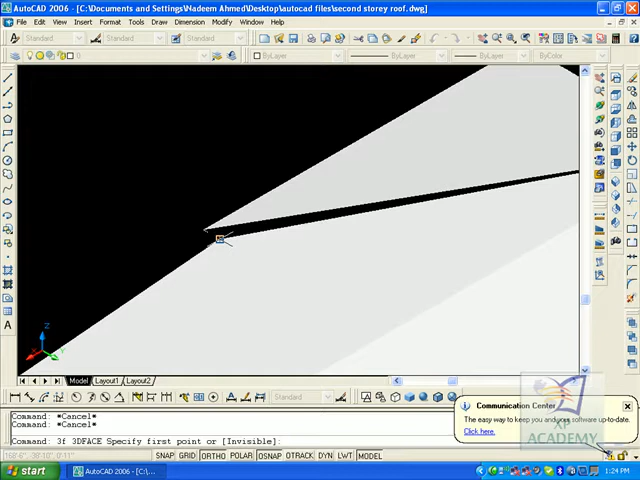 AutoCAD 2006 - [C:\Documents and Settings\Nadeem Ahmed\Desktop\autocad files\second storey roof.dwg]
File Edit View Insert Format Tools Draw Dimension Modify Window Help
Standard Standard Standard
0 ByLayer ByLayer ByLayer ByColor
Z
X Y
Model Layout1 Layout2
Standard
Command: *Cancel*
Command: *Cancel*
Command: 3f 3DFACE Specify first point or [Invisible]:
Communication Center
The easy way to keep you and your software up-to-date.
Click here.
XP
ACADEMY
SNAP GRID ORTHO POLAR OSNAP OTRACK DYN LWT MODEL
start AutoCAD 2006 - [C:\... 1:24 PM